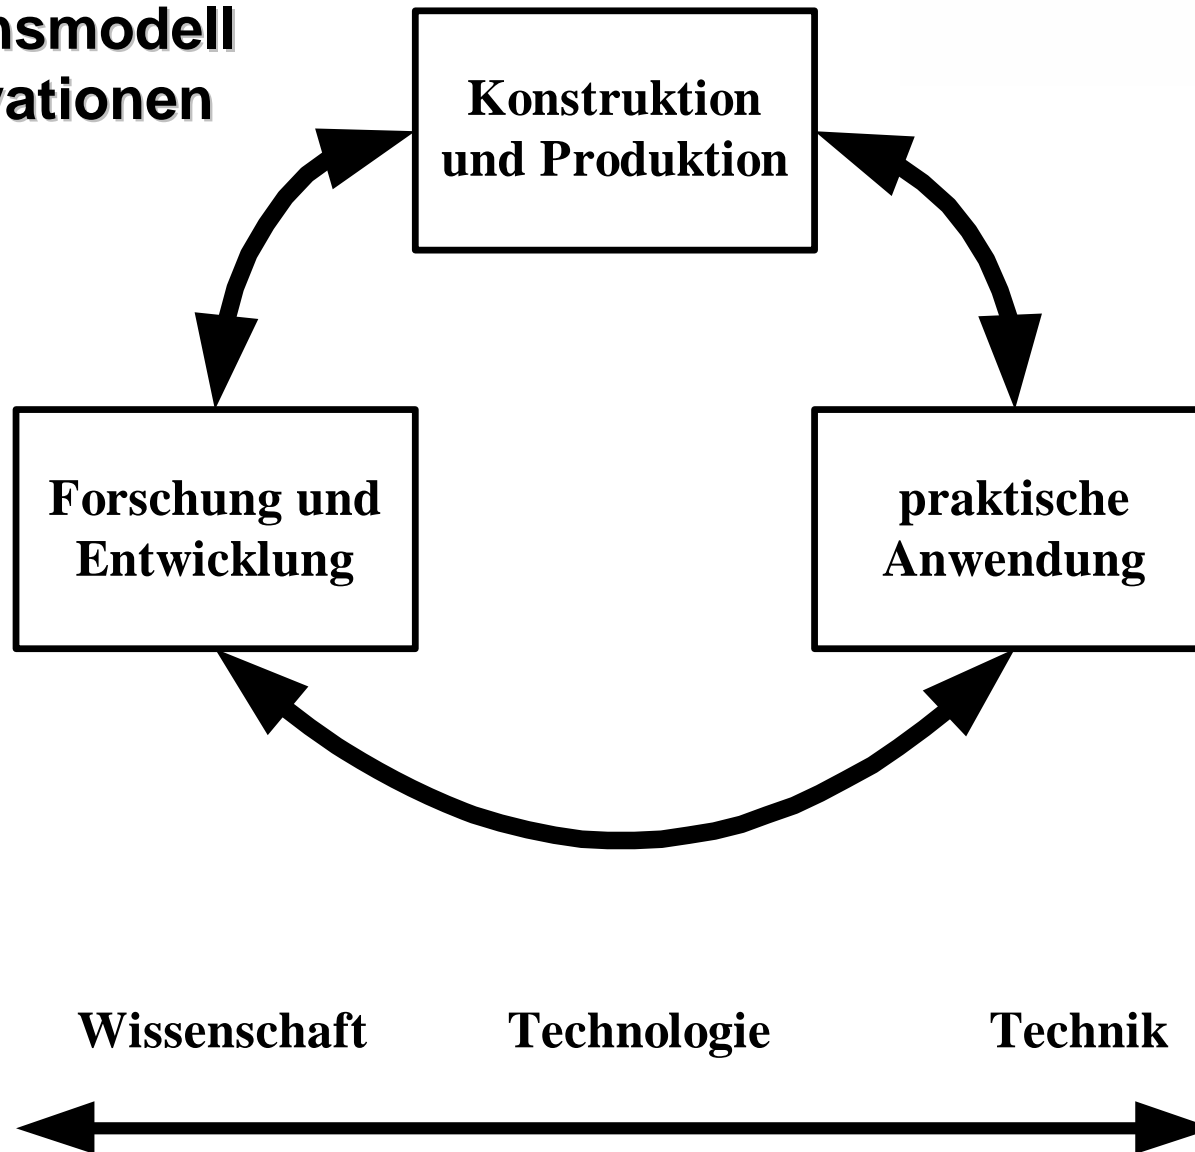 nsmodell
vationen
Konstruktion
und Produktion
Forschung und
Entwicklung
praktische
Anwendung
Wissenschaft Technologie Technik